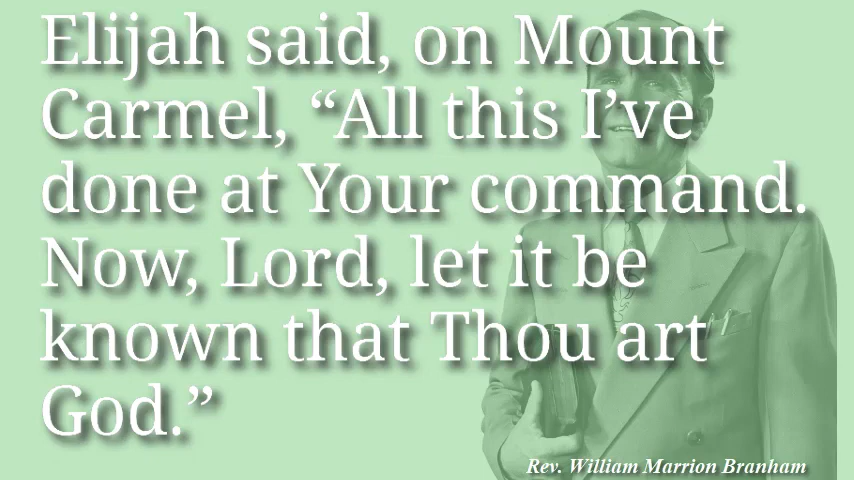 Elijah said, on Mount
Carmel, “All this I’ve
done at Your command.
Now, Lord, let it be
known that Thou art
God.”
Rev. William Marrion Branham